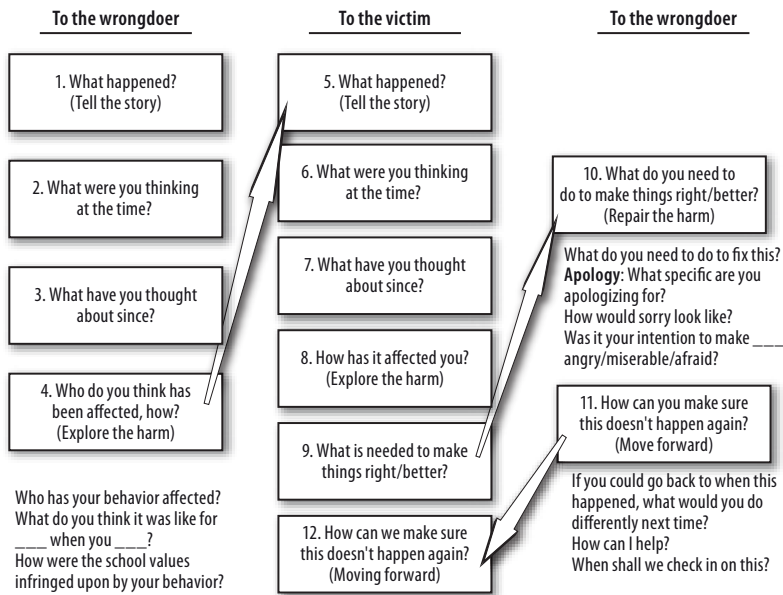 To the wrongdoer
1. What happened?
(Tell the story)
2. What were you thinking
at the time?
3. What have you thought
about since?
4. Who do you think has
been affected, how?
(Explore the harm)
Who has your behavior affected?
What do you think it was like for
___ when you ___?
How were the school values
infringed upon by your behavior?
To the victim
5. What happened?
(Tell the story)
6. What were you thinking
at the time?
7. What have you thought
about since?
8. How has it affected you?
(Explore the harm)
9. What is needed to make
things right/better?
12. How can we make sure
this doesn't happen again?
(Moving forward)
To the wrongdoer
10. What do you need to
do to make things right/better?
(Repair the harm)
What do you need to do to fix this?
Apology: What specific are you
apologizing for?
How would sorry look like?
Was it your intention to make ___
angry/miserable/afraid?
11. How can you make sure
this doesn't happen again?
(Move forward)
If you could go back to when this
happened, what would you do
differently next time?
How can I help?
When shall we check in on this?